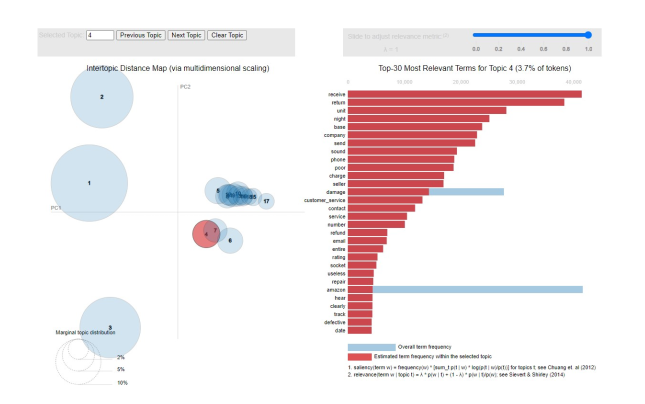 Selected Topic: 4 Previous Topic Next Topic Clear Topic
Slide to adjust relevance metric:(2)
λ = 1
0.0 0.2 0.4 0.6 0.8 1.0
Intertopic Distance Map (via multidimensional scaling)
PC2
PC1
2
1
5
17
4
7
6
3
Marginal topic distribution
2%
5%
10%
Top-30 Most Relevant Terms for Topic 4 (3.7% of tokens)
0 10,000 20,000 30,000 40,000
receive
return
unit
night
base
company
send
sound
phone
poor
charge
seller
damage
customer_service
contact
service
number
refund
email
entire
rating
socket
useless
repair
amazon
hear
clearly
track
defective
date
Overall term frequency
Estimated term frequency within the selected topic
1. saliency(term w) = frequency(w) * [sum_t p(t | w) * log(p(t | w)/p(t))] for topics t; see Chuang et. al (2012)
2. relevance(term w | topic t) = λ * p(w | t) + (1 - λ) * p(w | t)/p(w); see Sievert & Shirley (2014)